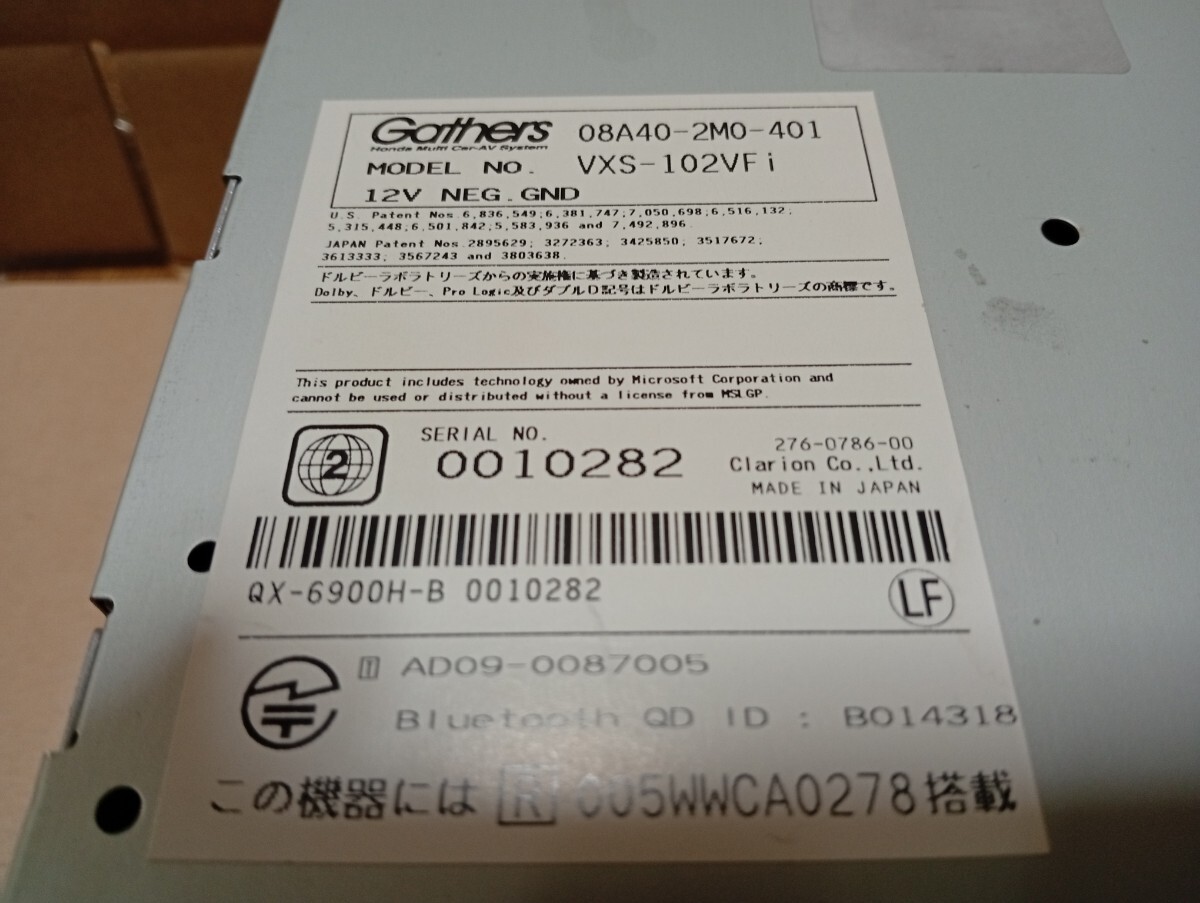 Gathers 08A40-2M0-401
Honda Multi Car-AV System
MODEL NO. VXS-102VFi
12V NEG.GND
U.S. Patent Nos.6,836,549;6,381,747;7,050,698;6,516,132;
5,315,448;6,501,842;5,583,936 and 7,492,896.
JAPAN Patent Nos.2895629; 3272363; 3425850; 3517672;
3613333; 3567243 and 3803638.
ドルビーラボラトリーズからの実施権に基づき製造されています。
Dolby、ドルビー、Pro Logic及びダブルD記号はドルビーラボラトリーズの商標です。
This product includes technology owned by Microsoft Corporation and
cannot be used or distributed without a license from MSLGP.
2
SERIAL NO.
0010282
276-0786-00
Clarion Co.,Ltd.
MADE IN JAPAN
QX-6900H-B 0010282
LF
T AD09-0087005
Bluetooth QD ID : B014318
この機器には R 005WWCA0278搭載